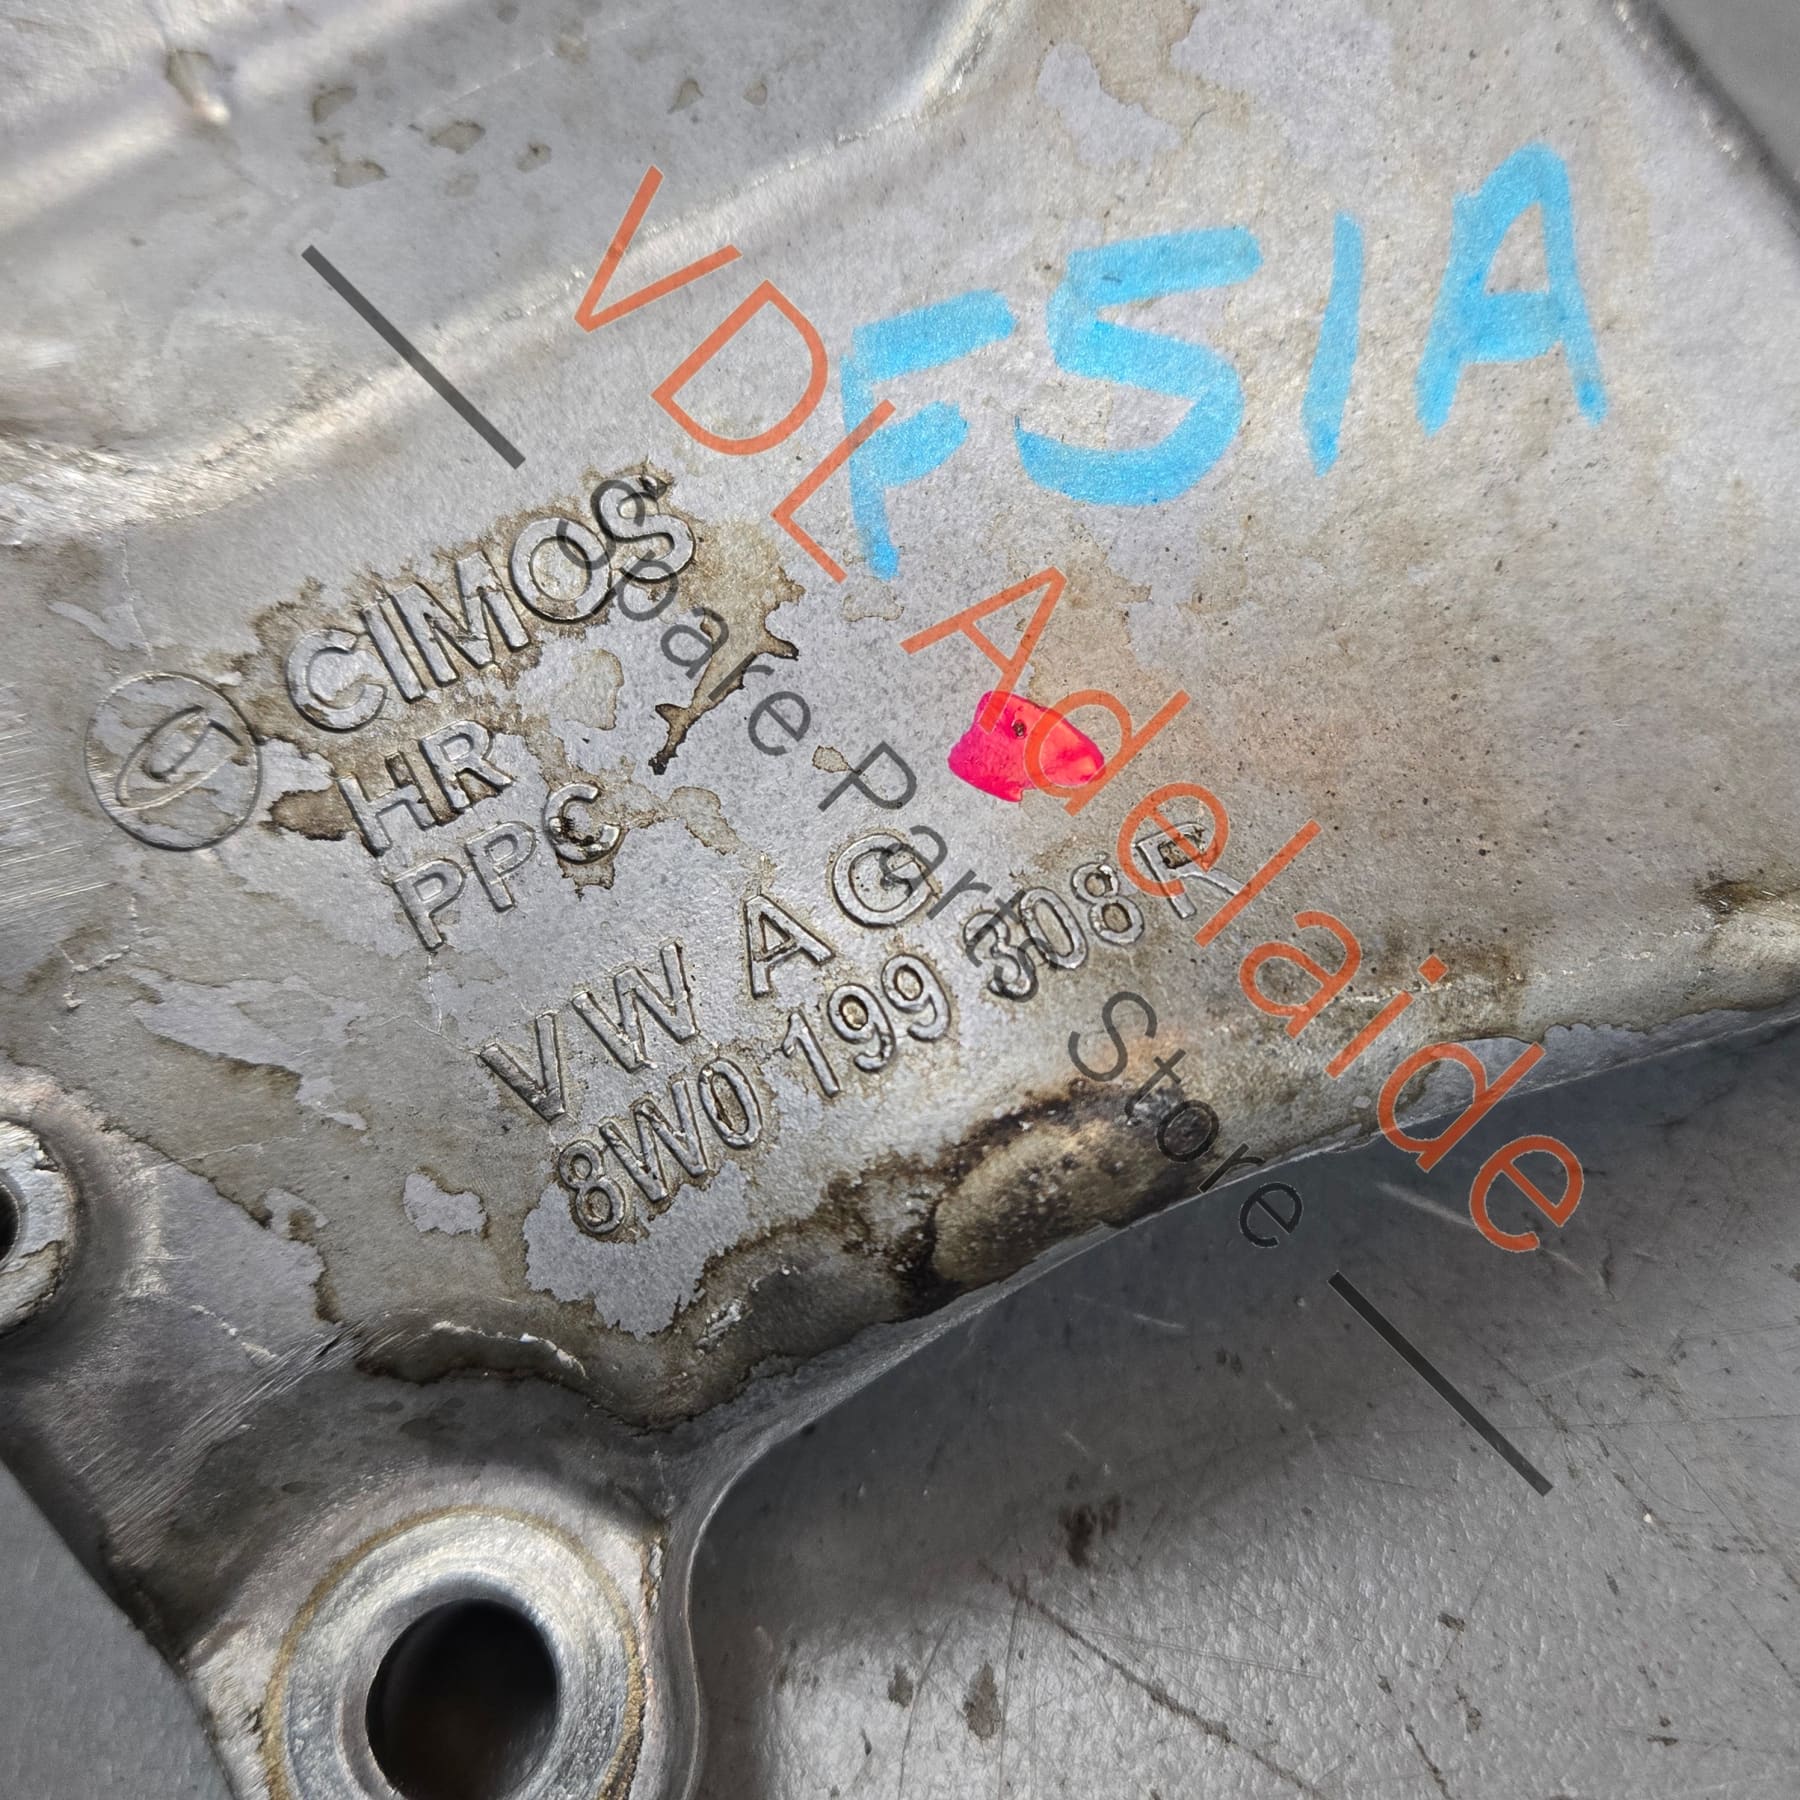 F51A
CIMOS
HR
PPC
VW AG
8W0 199 308 F
| VDL Adelaide
Spare Parts Store |